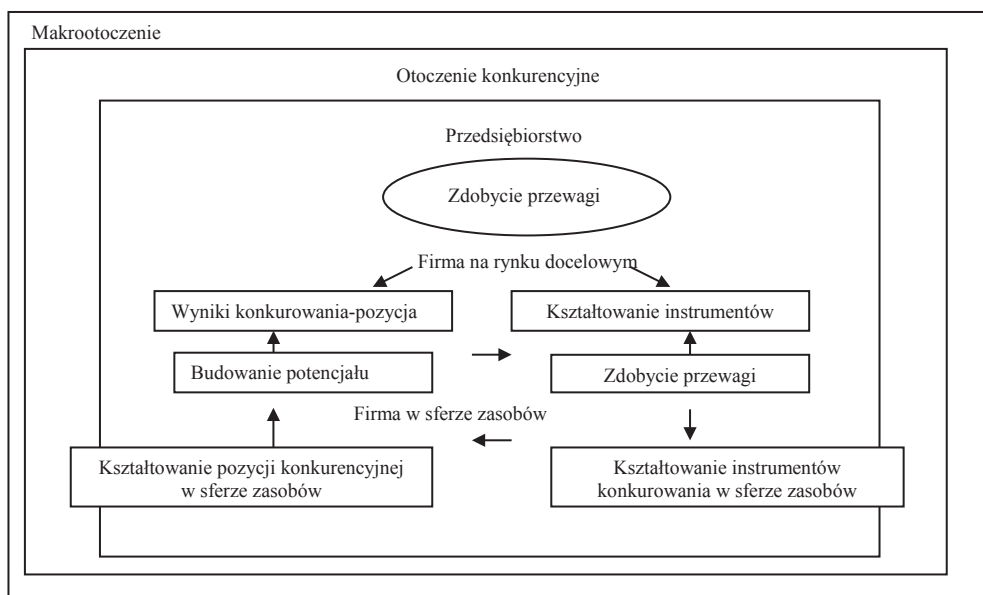 Makrootoczenie
Otoczenie konkurencyjne
Przedsiębiorstwo
Zdobycie przewagi
Firma na rynku docelowym
Wyniki konkurowania-pozycja
Kształtowanie instrumentów
Budowanie potencjału
Zdobycie przewagi
Firma w sferze zasobów
Kształtowanie pozycji konkurencyjnej
w sferze zasobów
Kształtowanie instrumentów
konkurowania w sferze zasobów